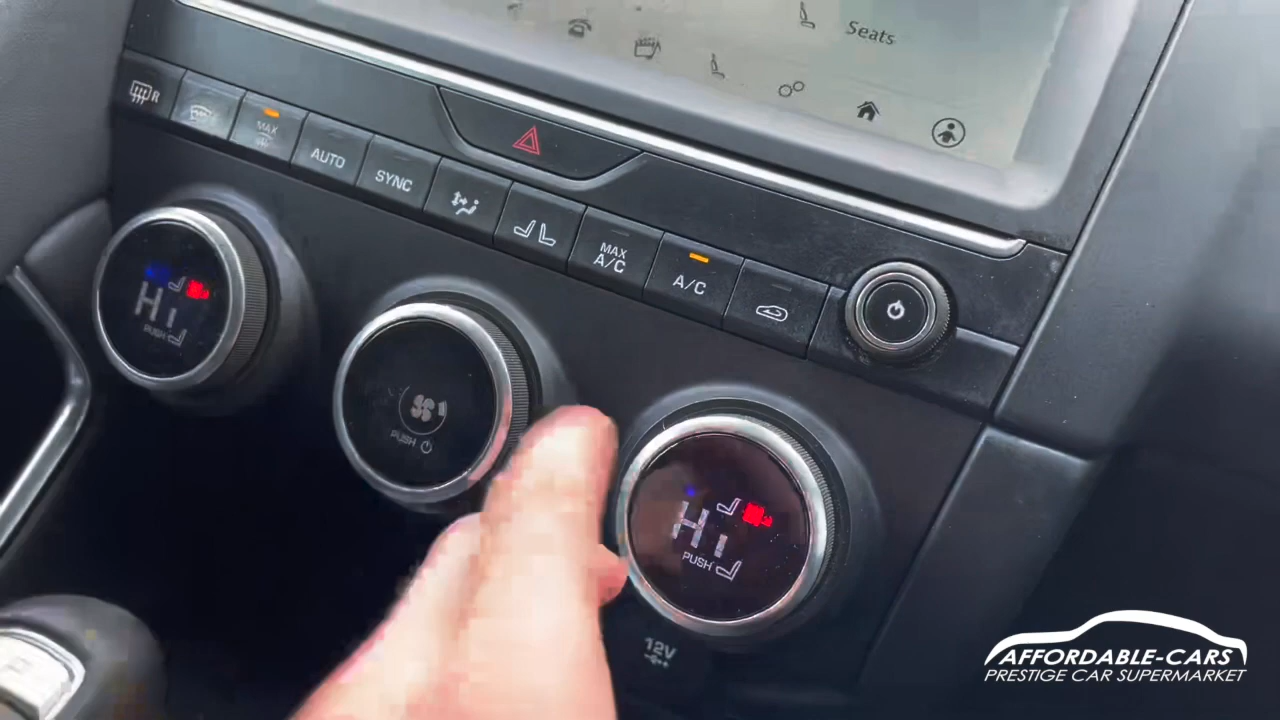 Seats
R
MAX
AUTO
SYNC
MAX
A/C
A/C
Hi
PUSH
PUSH
Hi
PUSH
12V
AFFORDABLE-CARS
PRESTIGE CAR SUPERMARKET